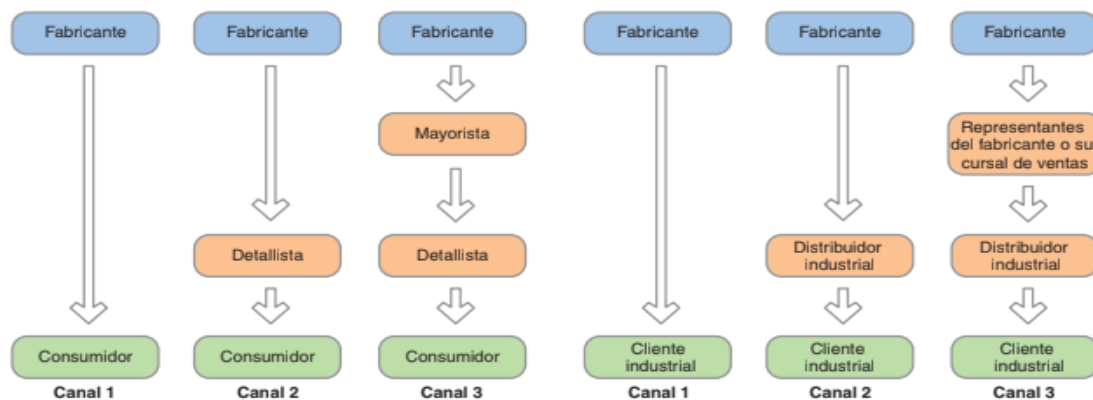 Fabricante
Fabricante
Fabricante
Fabricante
Fabricante
Fabricante
Mayorista
Representantes
del fabricante o su
cursal de ventas
Detallista
Detallista
Distribuidor
industrial
Distribuidor
industrial
Consumidor
Consumidor
Consumidor
Cliente
industrial
Cliente
industrial
Cliente
industrial
Canal 1
Canal 2
Canal 3
Canal 1
Canal 2
Canal 3